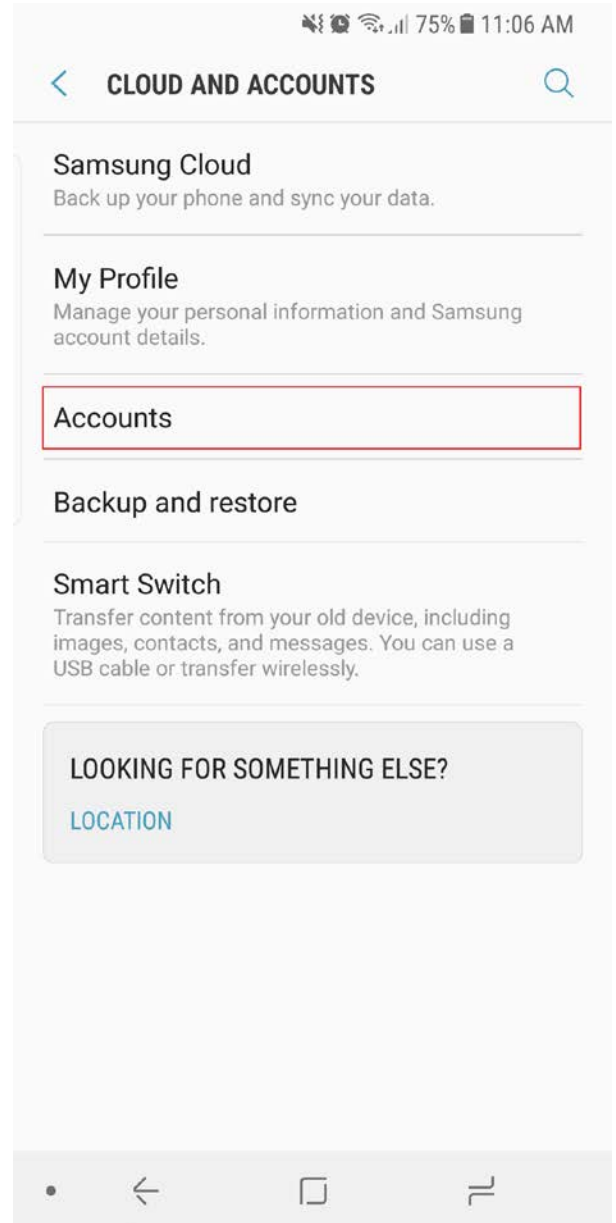 75% 11:06 AM
CLOUD AND ACCOUNTS
Samsung Cloud
Back up your phone and sync your data.
My Profile
Manage your personal information and Samsung
account details.
Accounts
Backup and restore
Smart Switch
Transfer content from your old device, including
images, contacts, and messages. You can use a
USB cable or transfer wirelessly.
LOOKING FOR SOMETHING ELSE?
LOCATION